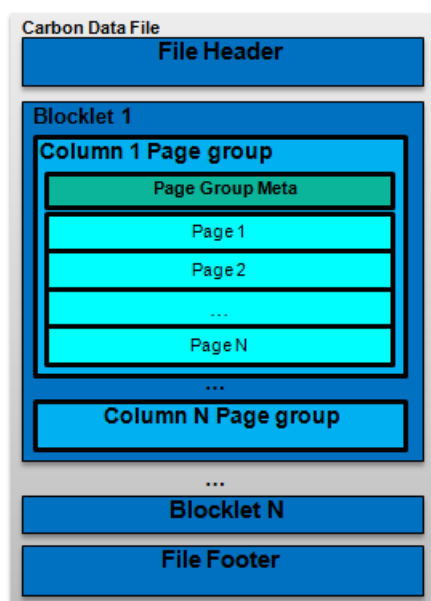 Carbon Data File
File Header
Blocklet 1
Column 1 Page group
Page Group Meta
Page 1
Page 2
...
Page N
...
Column N Page group
...
Blocklet N
File Footer